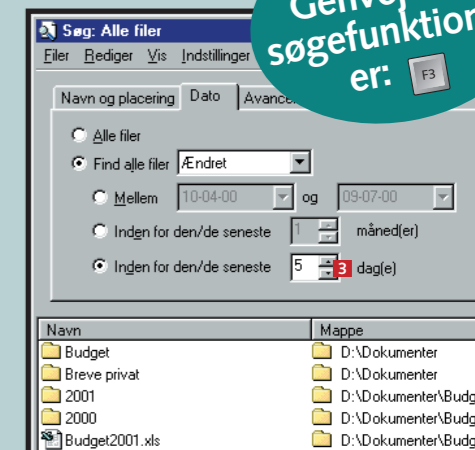 søgefunktion
er: F3
Søg: Alle filer
Filer Rediger Vis Indstillinger
Navn og placering Dato
Alle filer
Find alle filer Ændret
Mellem 10-04-00 og 09-07-00
Inden for den/de seneste 1 måned(er)
Inden for den/de seneste 5 3 dag(e)
Navn Mappe
Budget D:\Dokumenter
Breve privat D:\Dokumenter
2001 D:\Dokumenter\Budg
2000 D:\Dokumenter\Budg
Budget2001.xls D:\Dokumenter\Budg